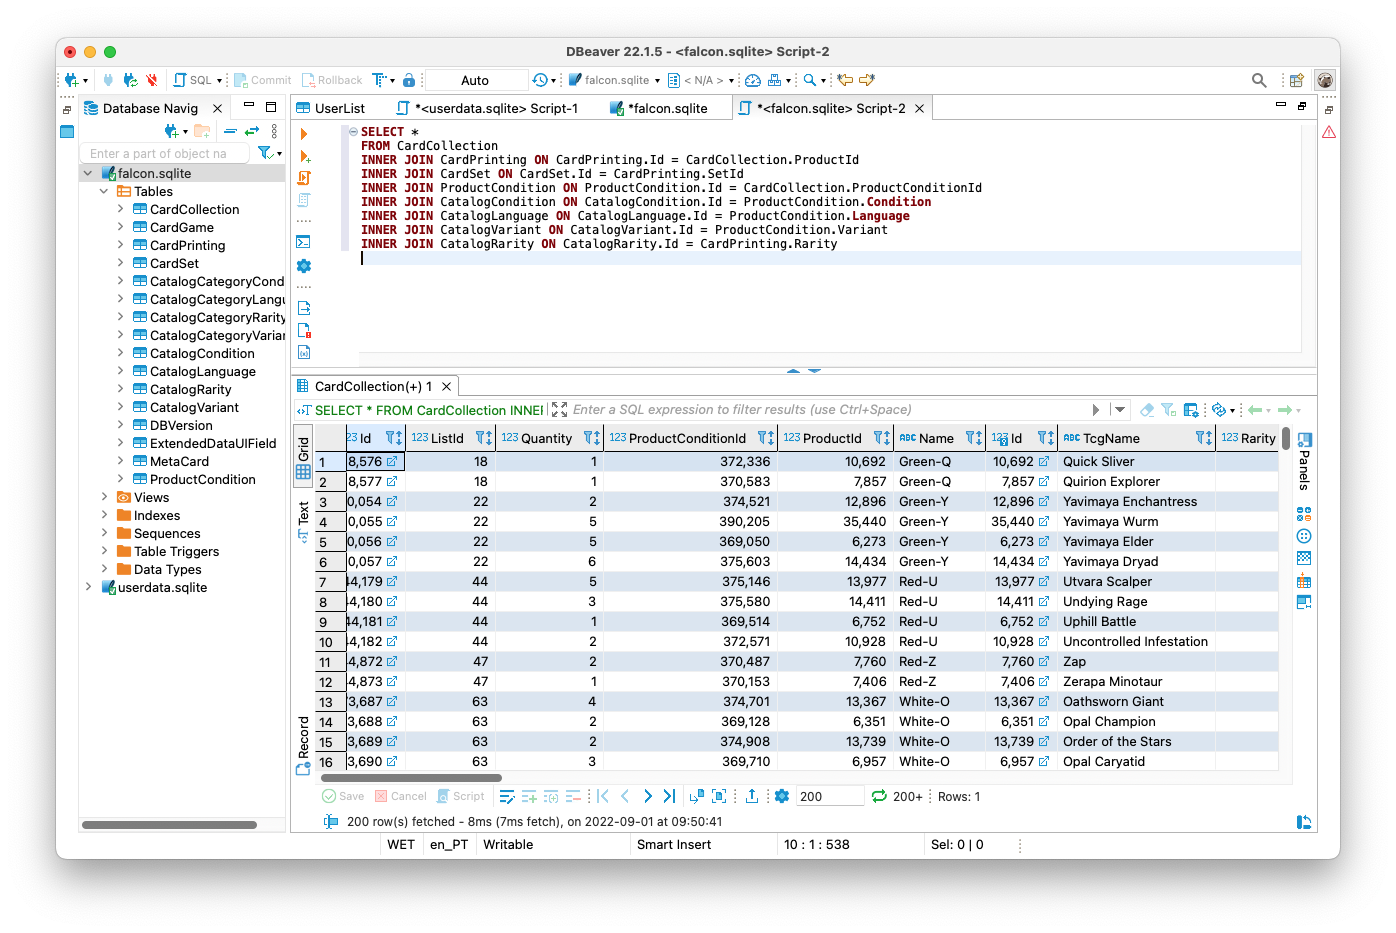 DBeaver 22.1.5 - <falcon.sqlite> Script-2
SQL Commit Rollback Auto falcon.sqlite < N/A >
Database Navig
UserList *<userdata.sqlite> Script-1 *falcon.sqlite *<falcon.sqlite> Script-2
Enter a part of object na
falcon.sqlite
Tables
CardCollection
CardGame
CardPrinting
CardSet
CatalogCategoryCond
CatalogCategoryLangu
CatalogCategoryRarity
CatalogCategoryVarian
CatalogCondition
CatalogLanguage
CatalogRarity
CatalogVariant
DBVersion
ExtendedDataUIField
MetaCard
ProductCondition
Views
Indexes
Sequences
Table Triggers
Data Types
userdata.sqlite
SELECT *
FROM CardCollection
INNER JOIN CardPrinting ON CardPrinting.Id = CardCollection.ProductId
INNER JOIN CardSet ON CardSet.Id = CardPrinting.SetId
INNER JOIN ProductCondition ON ProductCondition.Id = CardCollection.ProductConditionId
INNER JOIN CatalogCondition ON CatalogCondition.Id = ProductCondition.Condition
INNER JOIN CatalogLanguage ON CatalogLanguage.Id = ProductCondition.Language
INNER JOIN CatalogVariant ON CatalogVariant.Id = ProductCondition.Variant
INNER JOIN CatalogRarity ON CatalogRarity.Id = CardPrinting.Rarity
CardCollection(+) 1
SELECT * FROM CardCollection INNEI Enter a SQL expression to filter results (use Ctrl+Space)
Grid
Text
Record
Panels
23 Id 123 ListId 123 Quantity 123 ProductConditionId 123 ProductId ABC Name 123 Id ABC TcgName 123 Rarity
1 8,576 18 1 372,336 10,692 Green-Q 10,692 Quick Sliver
2 8,577 18 1 370,583 7,857 Green-Q 7,857 Quirion Explorer
3 0,054 22 2 374,521 12,896 Green-Y 12,896 Yavimaya Enchantress
4 0,055 22 5 390,205 35,440 Green-Y 35,440 Yavimaya Wurm
5 0,056 22 5 369,050 6,273 Green-Y 6,273 Yavimaya Elder
6 0,057 22 6 375,603 14,434 Green-Y 14,434 Yavimaya Dryad
7 44,179 44 5 375,146 13,977 Red-U 13,977 Utvara Scalper
8 4,180 44 3 375,580 14,411 Red-U 14,411 Undying Rage
9 44,181 44 1 369,514 6,752 Red-U 6,752 Uphill Battle
10 4,182 44 2 372,571 10,928 Red-U 10,928 Uncontrolled Infestation
11 4,872 47 2 370,487 7,760 Red-Z 7,760 Zap
12 4,873 47 1 370,153 7,406 Red-Z 7,406 Zerapa Minotaur
13 3,687 63 4 374,701 13,367 White-O 13,367 Oathsworn Giant
14 3,688 63 2 369,128 6,351 White-O 6,351 Opal Champion
15 3,689 63 2 374,908 13,739 White-O 13,739 Order of the Stars
16 3,690 63 3 369,710 6,957 White-O 6,957 Opal Caryatid
Save Cancel Script 200 200+ Rows: 1
200 row(s) fetched - 8ms (7ms fetch), on 2022-09-01 at 09:50:41
WET en_PT Writable Smart Insert 10 : 1 : 538 Sel: 0 | 0